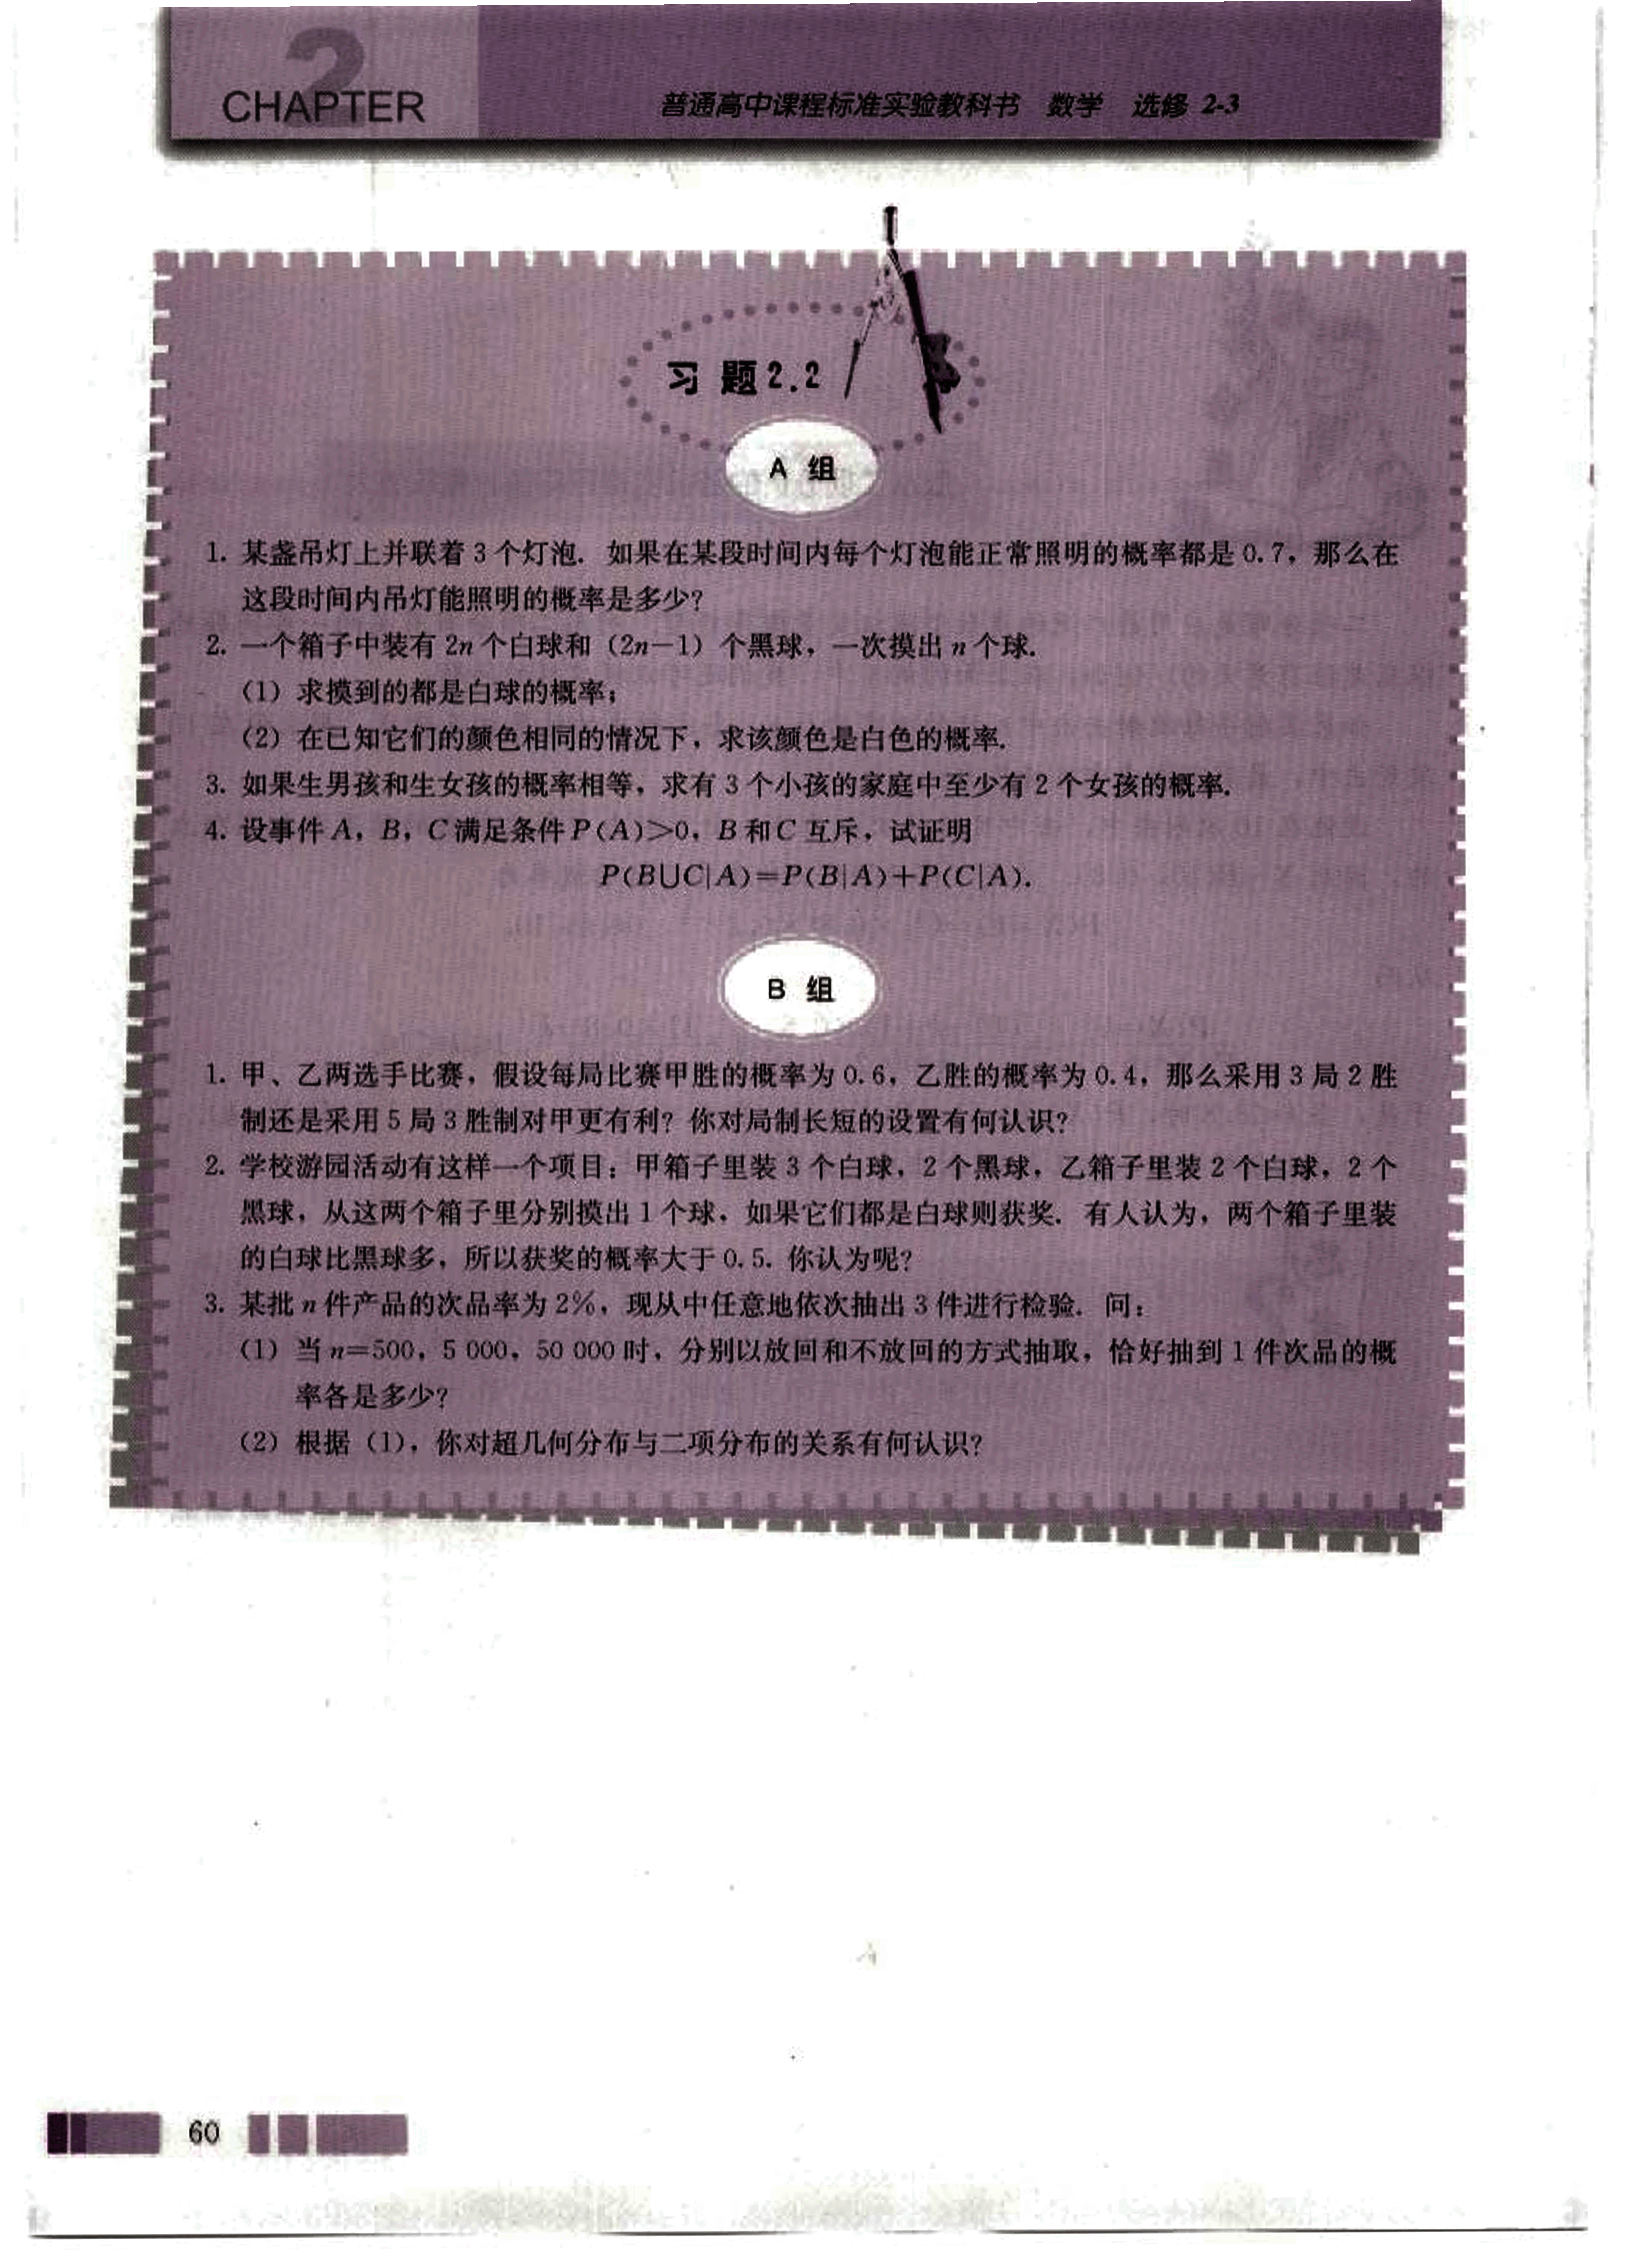 2
CHAPTER
普通高中课程标准实验教科书 数学 选修 2-3
习 题2.2
A 组
1. 某盏吊灯上并联着 3 个灯泡. 如果在某段时间内每个灯泡能正常照明的概率都是 0.7，那么在
这段时间内吊灯能照明的概率是多少?
2. 一个箱子中装有 2n 个白球和（2n－1）个黑球，一次摸出 n 个球.
（1）求摸到的都是白球的概率；
（2）在已知它们的颜色相同的情况下，求该颜色是白色的概率.
3. 如果生男孩和生女孩的概率相等，求有 3 个小孩的家庭中至少有 2 个女孩的概率.
4. 设事件 A，B，C 满足条件 P(A)>0，B 和 C 互斥，试证明
P(B∪C|A)=P(B|A)+P(C|A).
B 组
1. 甲、乙两选手比赛，假设每局比赛甲胜的概率为 0.6，乙胜的概率为 0.4，那么采用 3 局 2 胜
制还是采用 5 局 3 胜制对甲更有利? 你对局制长短的设置有何认识?
2. 学校游园活动有这样一个项目：甲箱子里装 3 个白球，2 个黑球，乙箱子里装 2 个白球，2 个
黑球，从这两个箱子里分别摸出 1 个球，如果它们都是白球则获奖. 有人认为，两个箱子里装
的白球比黑球多，所以获奖的概率大于 0.5. 你认为呢?
3. 某批 n 件产品的次品率为 2%，现从中任意地依次抽出 3 件进行检验. 问：
（1）当 n=500，5 000，50 000 时，分别以放回和不放回的方式抽取，恰好抽到 1 件次品的概
率各是多少?
（2）根据（1），你对超几何分布与二项分布的关系有何认识?
60